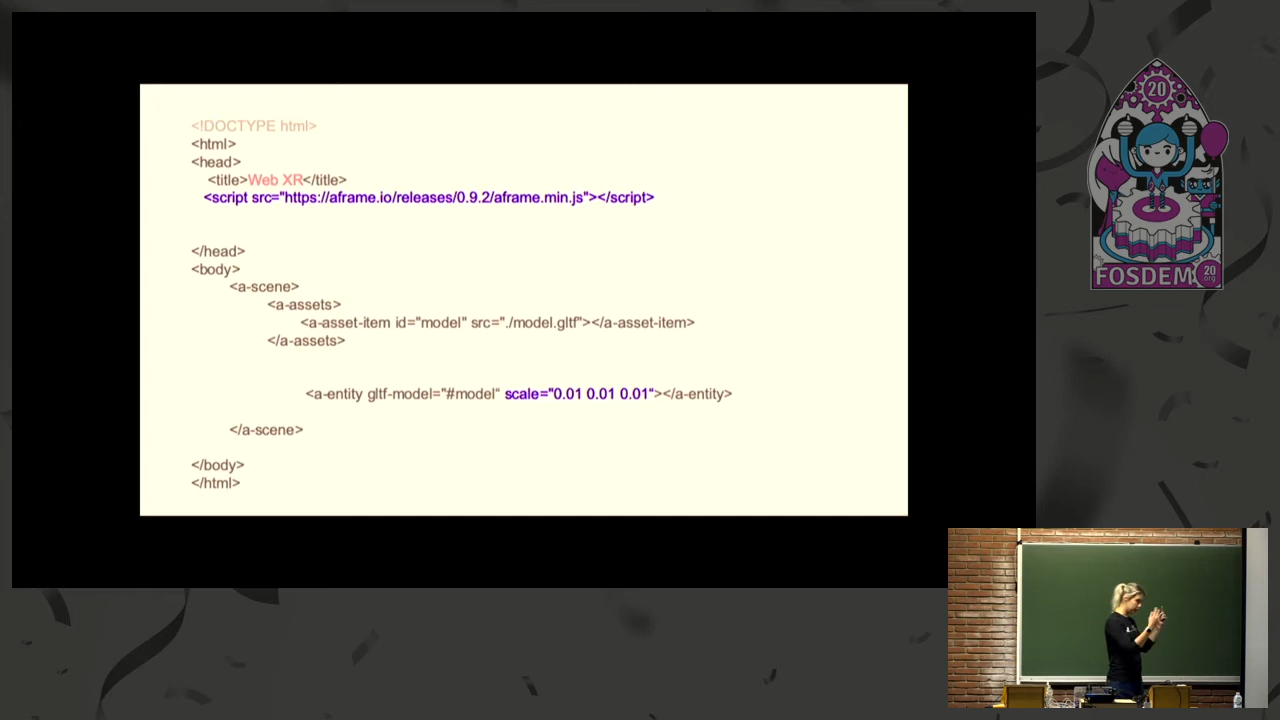 <!DOCTYPE html>
<html>
<head>
<title>Web XR</title>
<script src="https://aframe.io/releases/0.9.2/aframe.min.js"></script>
</head>
<body>
<a-scene>
<a-assets>
<a-asset-item id="model" src="./model.gltf"></a-asset-item>
</a-assets>
<a-entity gltf-model="#model“ scale="0.01 0.01 0.01“></a-entity>
</a-scene>
</body>
</html>
20
FOSDEM
20
.org